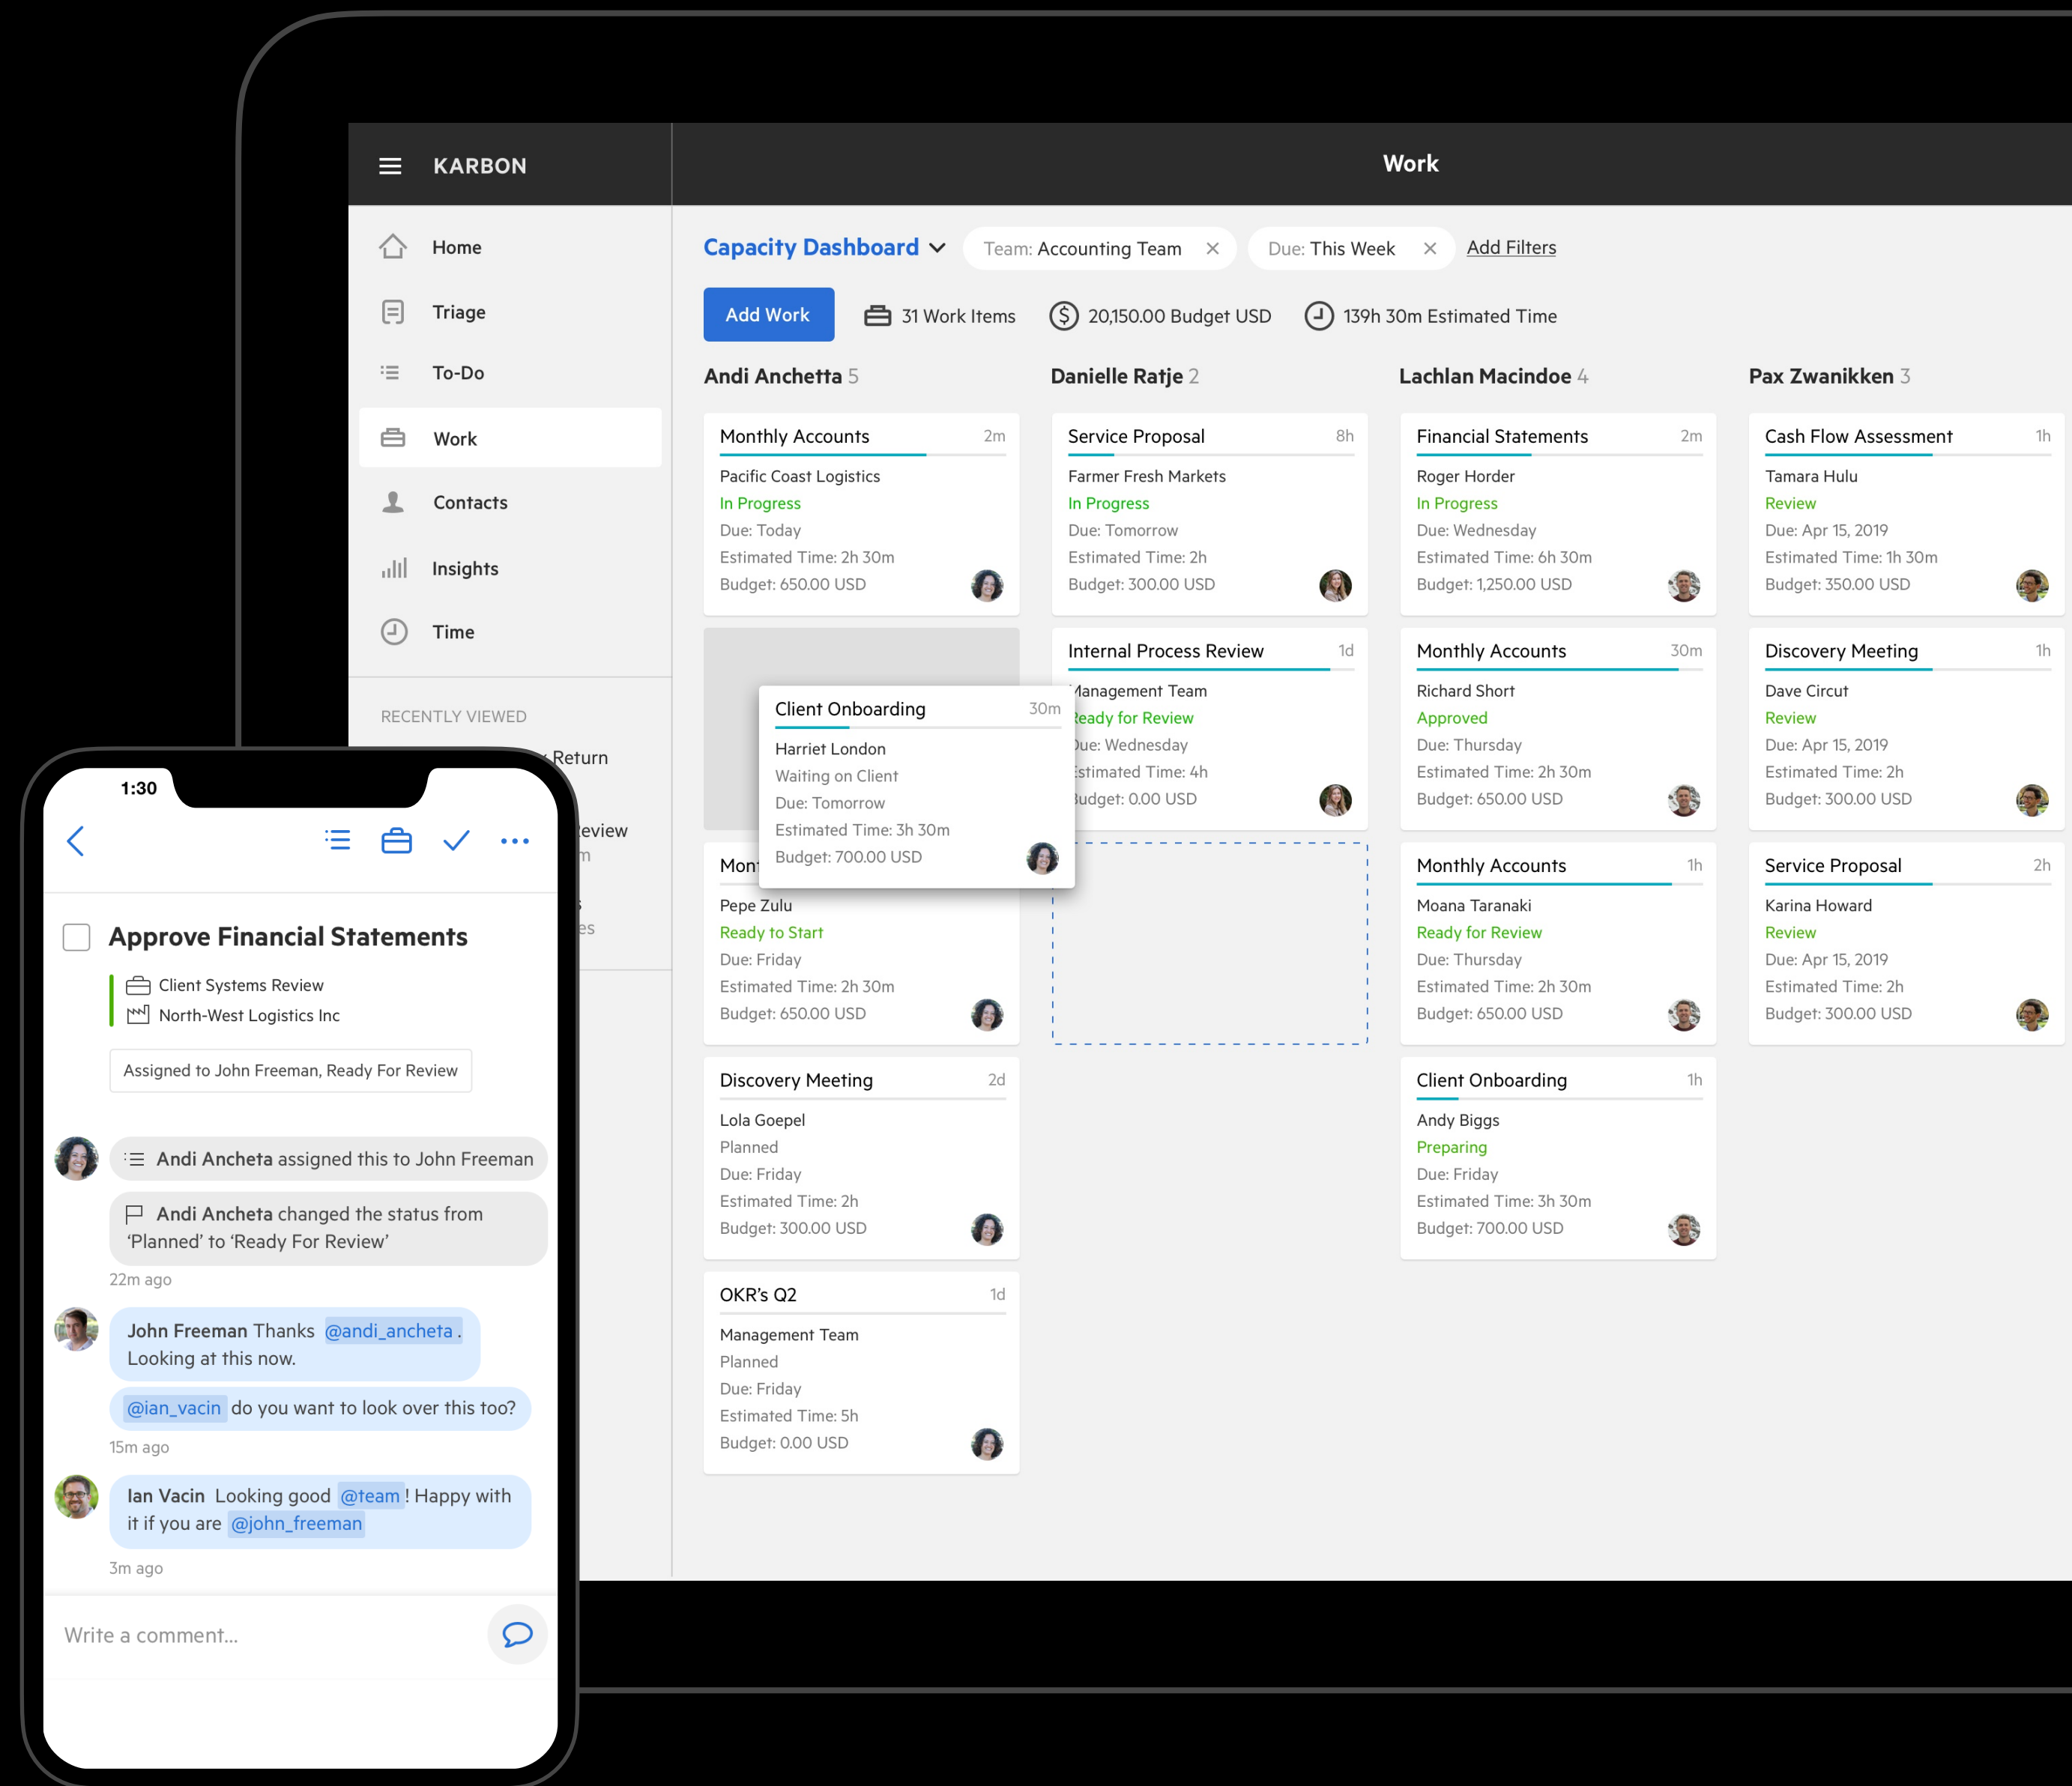 KARBON
Work
Home
Triage
To-Do
Work
Contacts
Insights
Time
RECENTLY VIEWED
Return
Capacity Dashboard
Team: Accounting Team
Due: This Week
Add Filters
Add Work
31 Work Items
20,150.00 Budget USD
139h 30m Estimated Time
Andi Anchetta 5
Monthly Accounts 2m
Pacific Coast Logistics
In Progress
Due: Today
Estimated Time: 2h 30m
Budget: 650.00 USD
Client Onboarding 30m
Harriet London
Waiting on Client
Due: Tomorrow
Estimated Time: 3h 30m
Budget: 700.00 USD
Pepe Zulu
Ready to Start
Due: Friday
Estimated Time: 2h 30m
Budget: 650.00 USD
Discovery Meeting 2d
Lola Goepel
Planned
Due: Friday
Estimated Time: 2h
Budget: 300.00 USD
OKR’s Q2 1d
Management Team
Planned
Due: Friday
Estimated Time: 5h
Budget: 0.00 USD
Danielle Ratje 2
Service Proposal 8h
Farmer Fresh Markets
In Progress
Due: Tomorrow
Estimated Time: 2h
Budget: 300.00 USD
Internal Process Review 1d
Management Team
Ready for Review
Due: Wednesday
Estimated Time: 4h
Budget: 0.00 USD
Lachlan Macindoe 4
Financial Statements 2m
Roger Horder
In Progress
Due: Wednesday
Estimated Time: 6h 30m
Budget: 1,250.00 USD
Monthly Accounts 30m
Richard Short
Approved
Due: Thursday
Estimated Time: 2h 30m
Budget: 650.00 USD
Monthly Accounts 1h
Moana Taranaki
Ready for Review
Due: Thursday
Estimated Time: 2h 30m
Budget: 650.00 USD
Client Onboarding 1h
Andy Biggs
Preparing
Due: Friday
Estimated Time: 3h 30m
Budget: 700.00 USD
Pax Zwanikken 3
Cash Flow Assessment 1h
Tamara Hulu
Review
Due: Apr 15, 2019
Estimated Time: 1h 30m
Budget: 350.00 USD
Discovery Meeting 1h
Dave Circut
Review
Due: Apr 15, 2019
Estimated Time: 2h
Budget: 300.00 USD
Service Proposal 2h
Karina Howard
Review
Due: Apr 15, 2019
Estimated Time: 2h
Budget: 300.00 USD
1:30
Approve Financial Statements
Client Systems Review
North-West Logistics Inc
Assigned to John Freeman, Ready For Review
Andi Ancheta assigned this to John Freeman
Andi Ancheta changed the status from
‘Planned’ to ‘Ready For Review’
22m ago
John Freeman Thanks @andi_ancheta .
Looking at this now.
@ian_vacin do you want to look over this too?
15m ago
Ian Vacin Looking good @team ! Happy with
it if you are @john_freeman
3m ago
Write a comment...